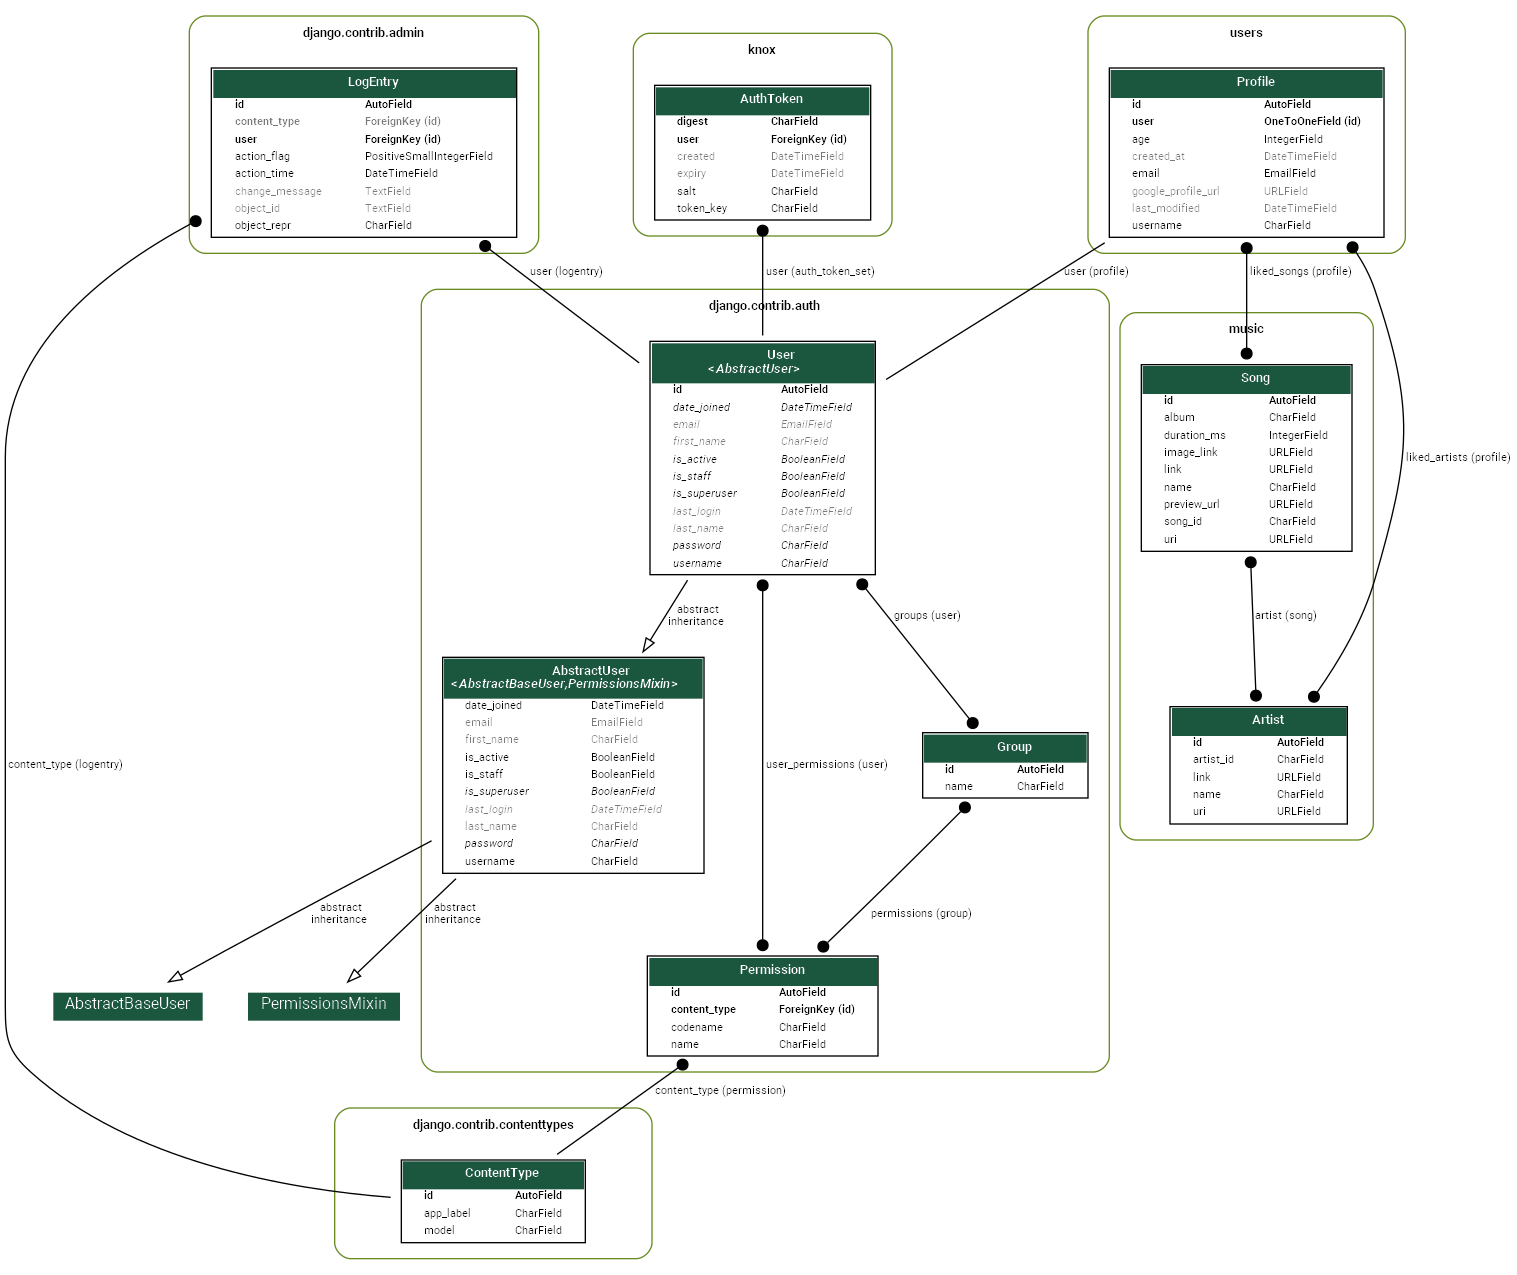 django.contrib.admin
LogEntry
id AutoField
content_type ForeignKey (id)
user ForeignKey (id)
action_flag PositiveSmallIntegerField
action_time DateTimeField
change_message TextField
object_id TextField
object_repr CharField
knox
AuthToken
digest CharField
user ForeignKey (id)
created DateTimeField
expiry DateTimeField
salt CharField
token_key CharField
users
Profile
id AutoField
user OneToOneField (id)
age IntegerField
created_at DateTimeField
email EmailField
google_profile_url URLField
last_modified DateTimeField
username CharField
user (logentry)
user (auth_token_set)
user (profile)
liked_songs (profile)
django.contrib.auth
User
<AbstractUser>
id AutoField
date_joined DateTimeField
email EmailField
first_name CharField
is_active BooleanField
is_staff BooleanField
is_superuser BooleanField
last_login DateTimeField
last_name CharField
password CharField
username CharField
music
Song
id AutoField
album CharField
duration_ms IntegerField
image_link URLField
link URLField
name CharField
preview_url URLField
song_id CharField
uri URLField
liked_artists (profile)
abstract
inheritance
groups (user)
artist (song)
AbstractUser
<AbstractBaseUser,PermissionsMixin>
date_joined DateTimeField
email EmailField
first_name CharField
is_active BooleanField
is_staff BooleanField
is_superuser BooleanField
last_login DateTimeField
last_name CharField
password CharField
username CharField
content_type (logentry)
user_permissions (user)
Group
id AutoField
name CharField
Artist
id AutoField
artist_id CharField
link URLField
name CharField
uri URLField
abstract
inheritance
abstract
inheritance
permissions (group)
AbstractBaseUser
PermissionsMixin
Permission
id AutoField
content_type ForeignKey (id)
codename CharField
name CharField
content_type (permission)
django.contrib.contenttypes
ContentType
id AutoField
app_label CharField
model CharField